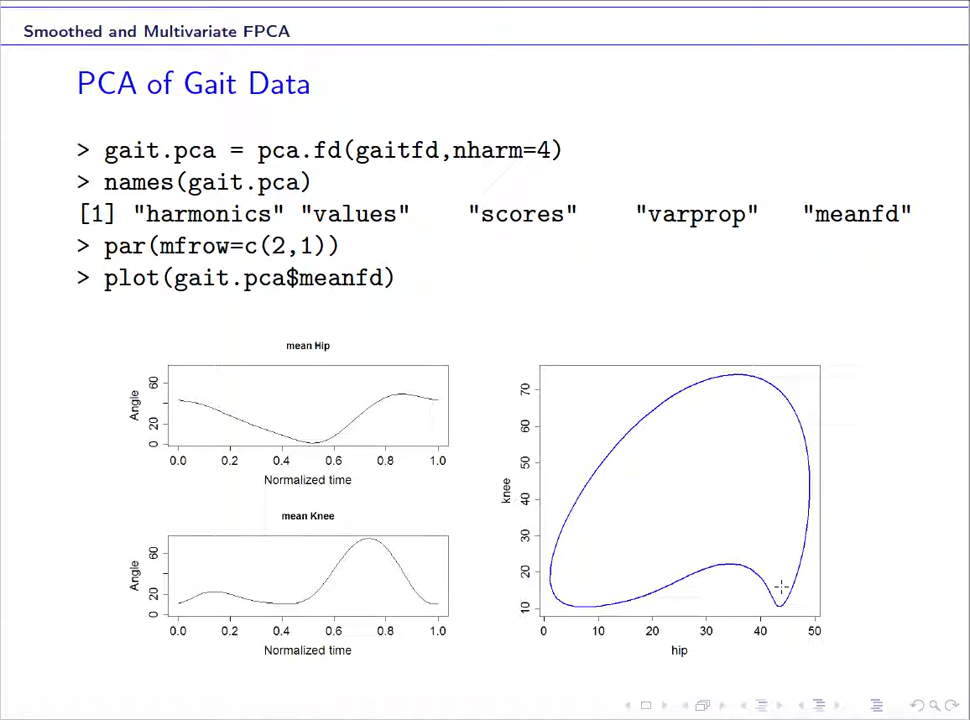 Smoothed and Multivariate FPCA
PCA of Gait Data
> gait.pca = pca.fd(gaitfd,nharm=4)
> names(gait.pca)
[1] "harmonics" "values" "scores" "varprop" "meanfd"
> par(mfrow=c(2,1))
> plot(gait.pca$meanfd)
mean Hip
Angle
60
20
0
0.0 0.2 0.4 0.6 0.8 1.0
Normalized time
mean Knee
Angle
60
20
0
0.0 0.2 0.4 0.6 0.8 1.0
Normalized time
knee
70
60
50
40
30
20
10
0 10 20 30 40 50
hip